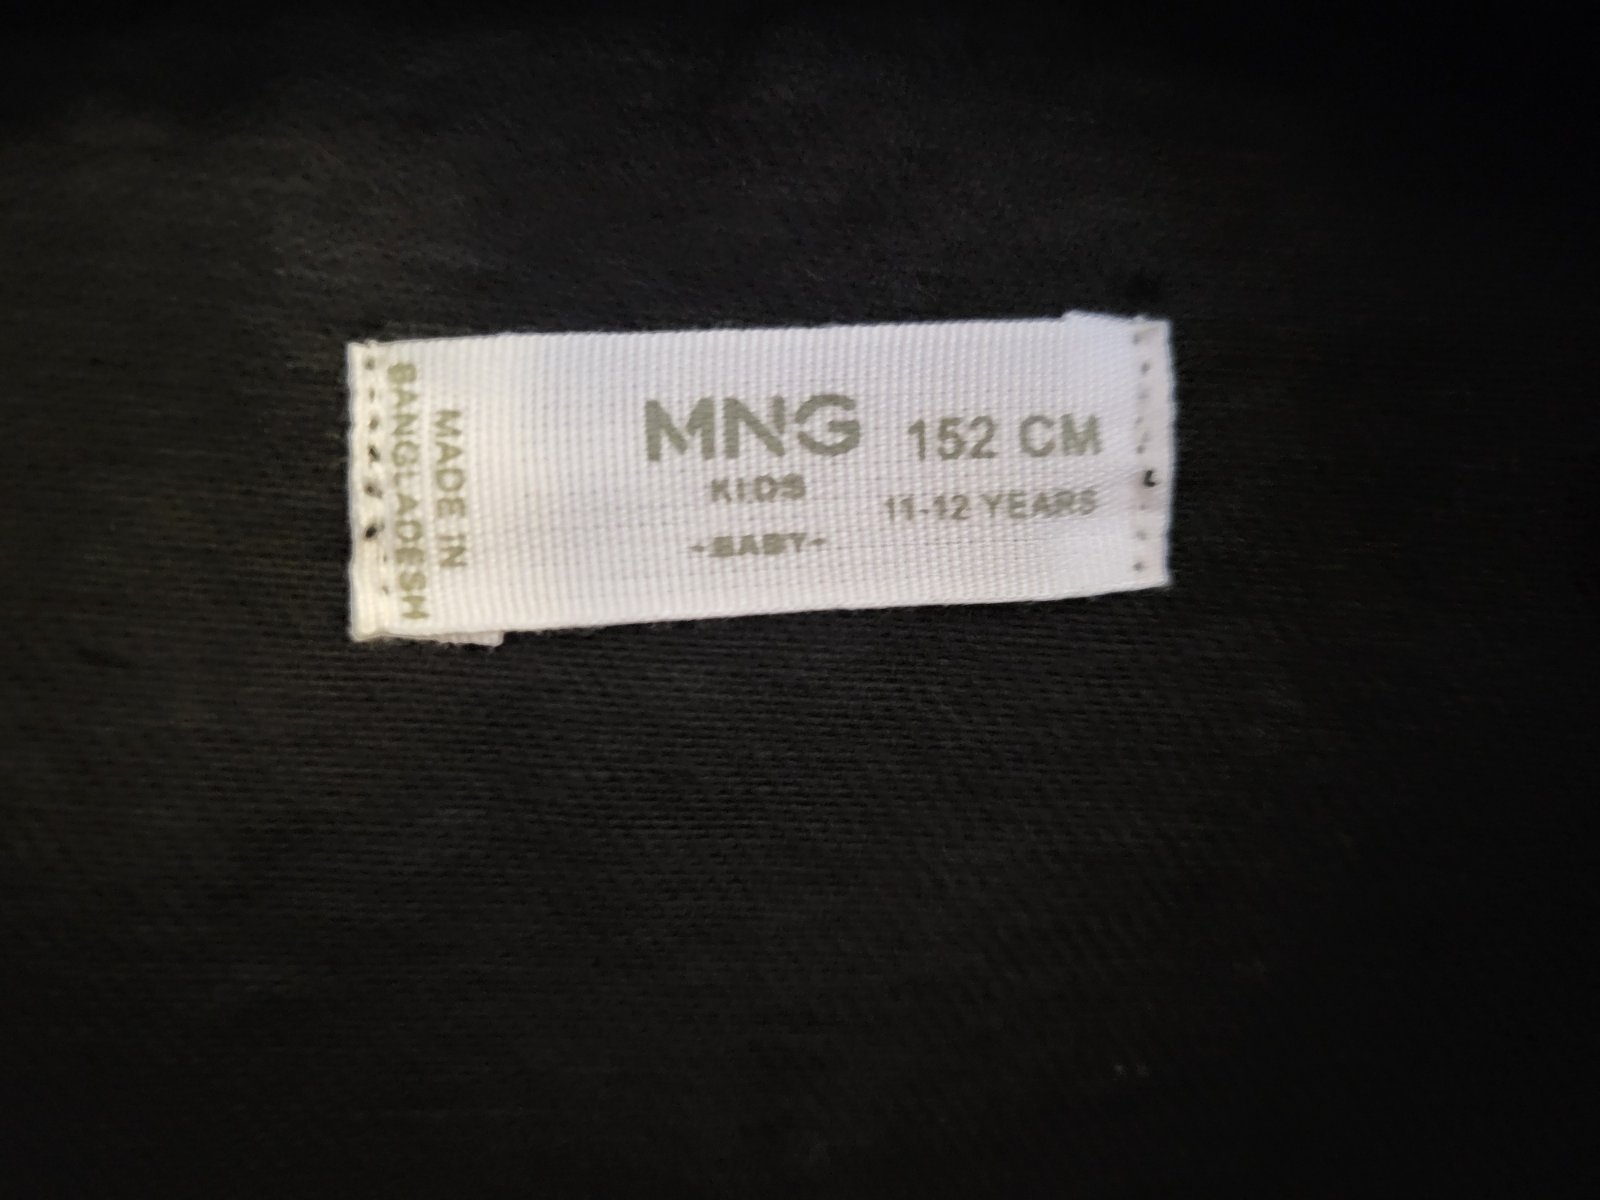 MADE IN
BANGLADESH
MNG
KIDS
-BABY-
152 CM
11-12 YEARS